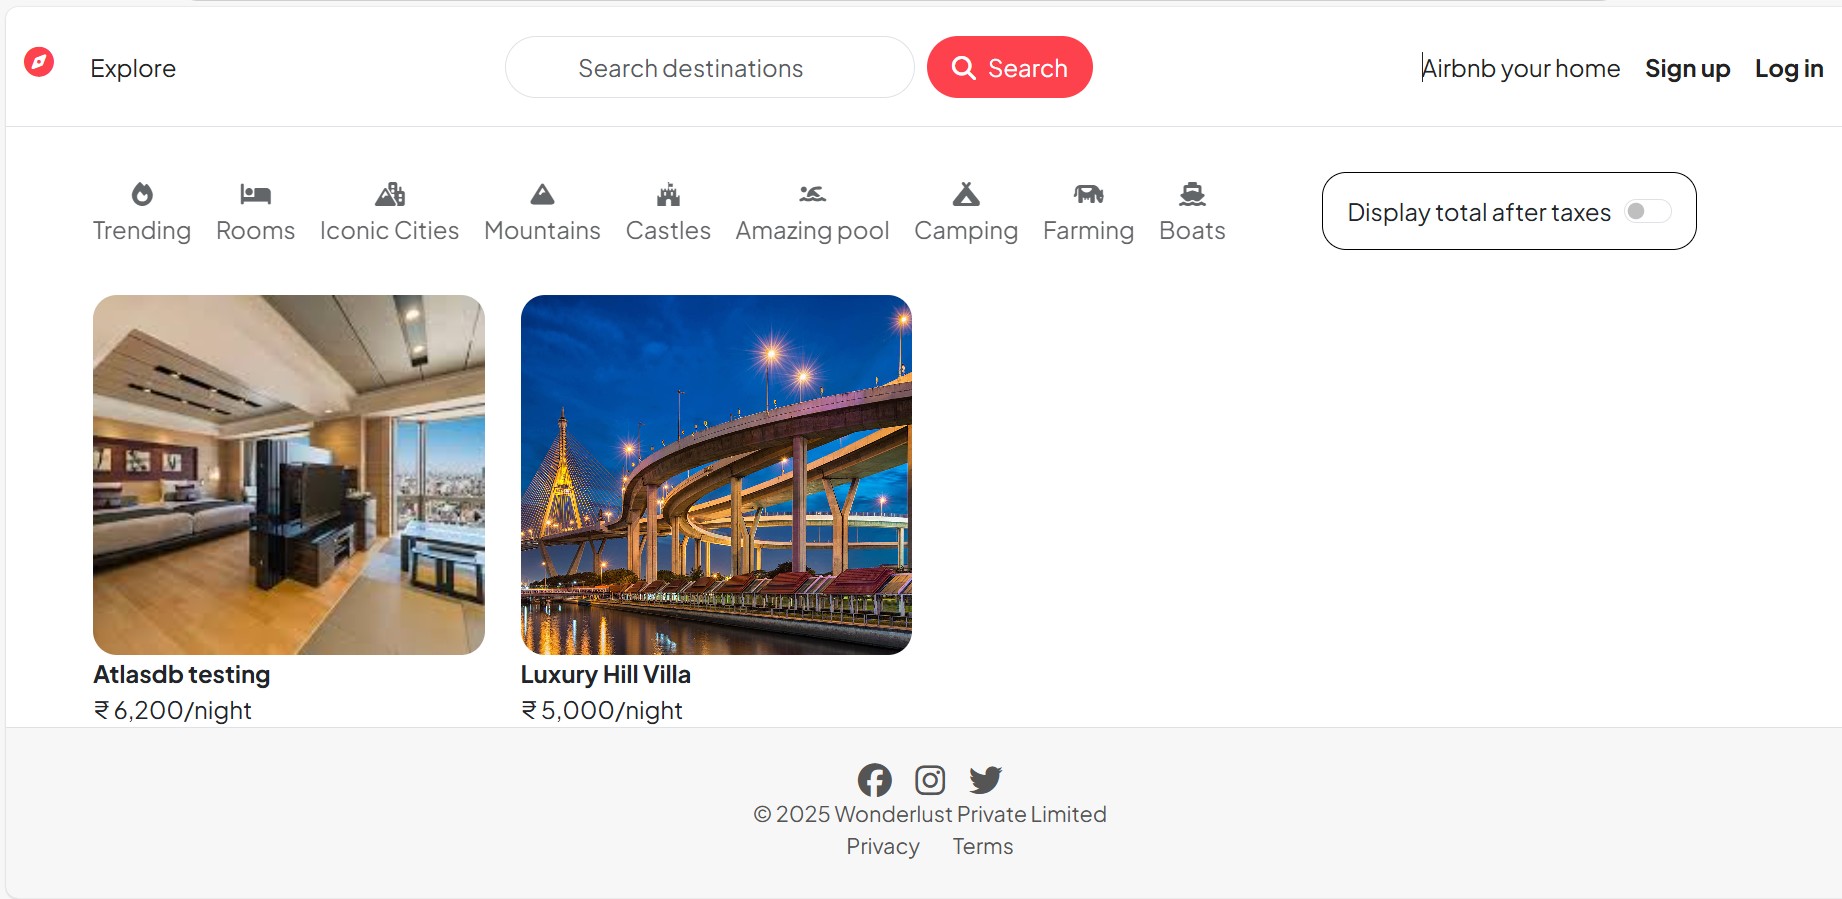 Explore
Search destinations
Search
Airbnb your home
Sign up
Log in
Trending
Rooms
Iconic Cities
Mountains
Castles
Amazing pool
Camping
Farming
Boats
Display total after taxes
Atlasdb testing
₹ 6,200/night
Luxury Hill Villa
₹ 5,000/night
© 2025 Wonderlust Private Limited
Privacy Terms